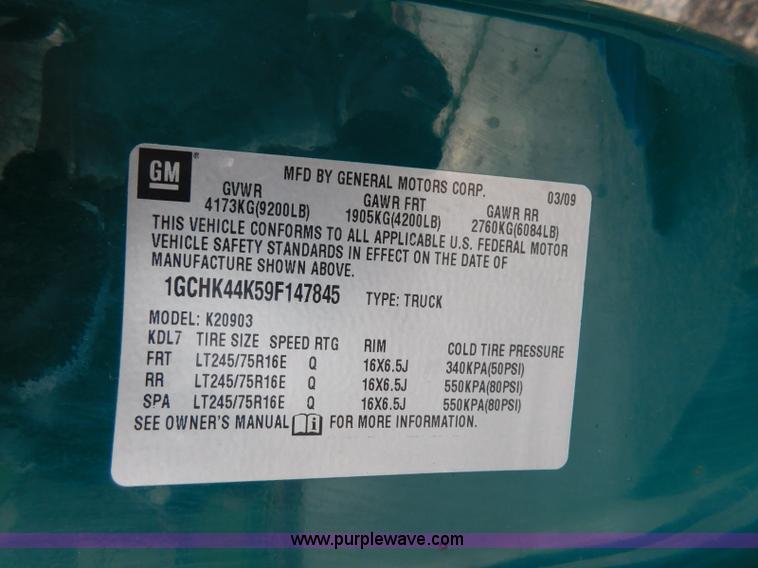 GM®
MFD BY GENERAL MOTORS CORP. 03/09
GVWR GAWR FRT GAWR RR
4173KG(9200LB) 1905KG(4200LB) 2760KG(6084LB)
THIS VEHICLE CONFORMS TO ALL APPLICABLE U.S. FEDERAL MOTOR
VEHICLE SAFETY STANDARDS IN EFFECT ON THE DATE OF
MANUFACTURE SHOWN ABOVE.
1GCHK44K59F147845 TYPE: TRUCK
MODEL: K20903
KDL7 TIRE SIZE SPEED RTG RIM COLD TIRE PRESSURE
FRT LT245/75R16E Q 16X6.5J 340KPA(50PSI)
RR LT245/75R16E Q 16X6.5J 550KPA(80PSI)
SPA LT245/75R16E Q 16X6.5J 550KPA(80PSI)
SEE OWNER'S MANUAL i FOR MORE INFORMATION.
www.purplewave.com